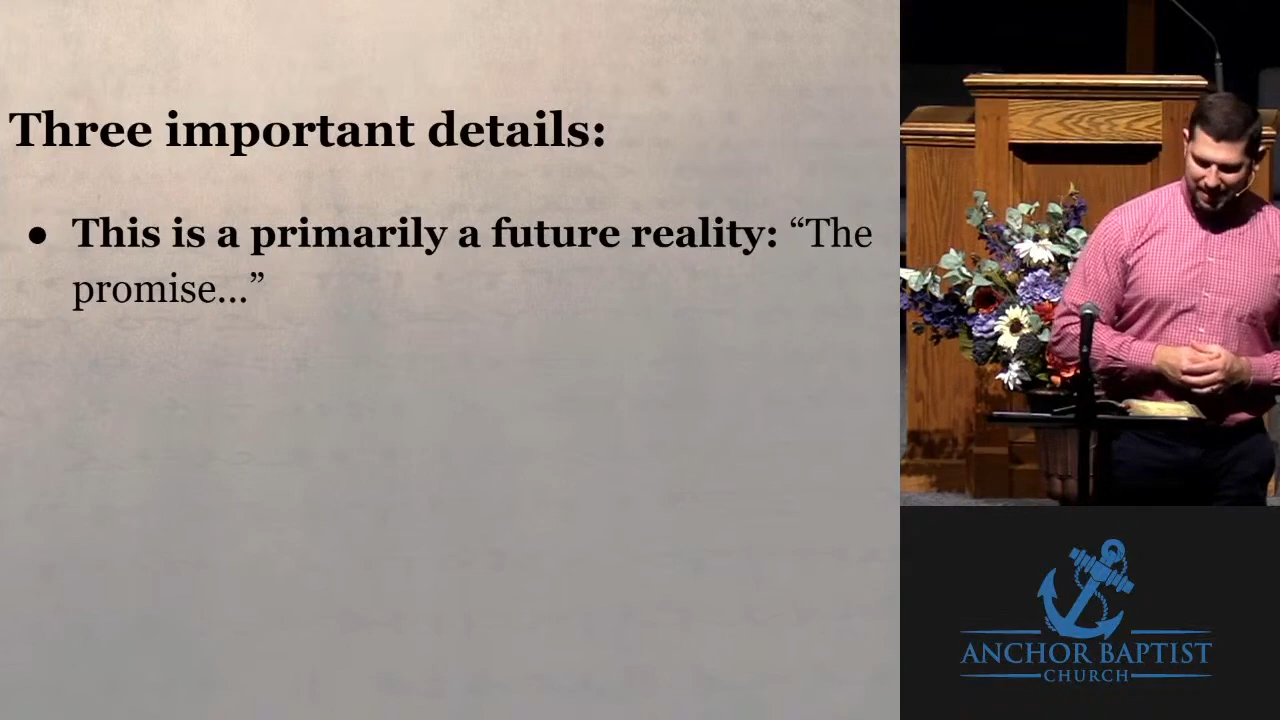 Three important details:
● This is a primarily a future reality: “The
promise...”
ANCHOR BAPTIST
CHURCH